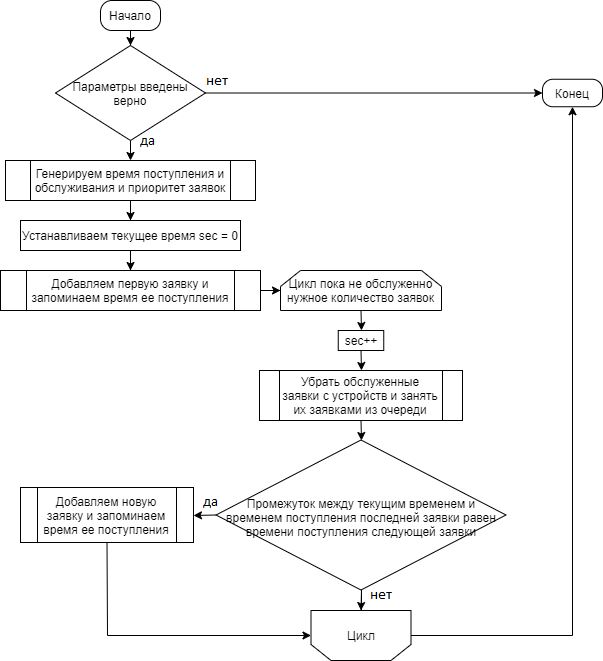 Начало
Параметры введены
верно
нет
Конец
да
Генерируем время поступления и
обслуживания и приоритет заявок
Устанавливаем текущее время sec = 0
Добавляем первую заявку и
запоминаем время ее поступления
Цикл пока не обслуженно
нужное количество заявок
sec++
Убрать обслуженные
заявки с устройств и занять
их заявками из очереди
Промежуток между текущим временем и
временем поступления последней заявки равен
времени поступления следующей заявки
да
Добавляем новую
заявку и запоминаем
время ее поступления
нет
Цикл